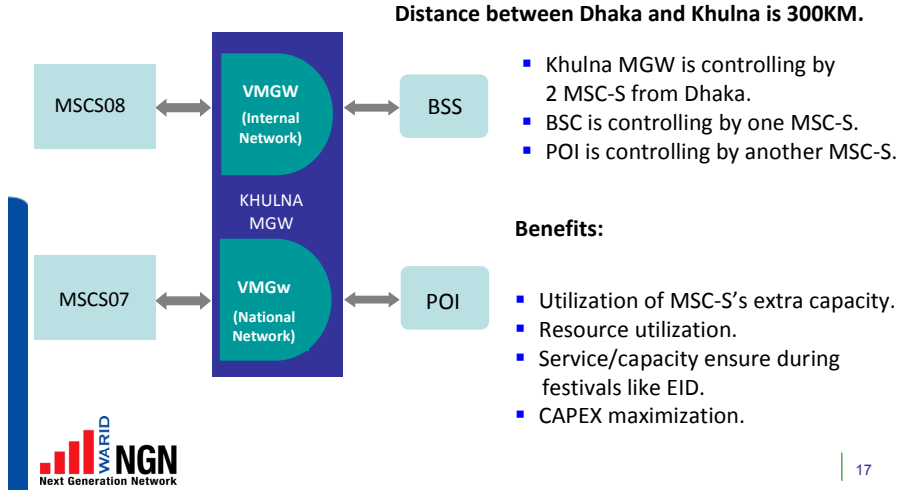 Distance between Dhaka and Khulna is 300KM.
MSCS08
VMGW
(Internal
Network)
BSS
KHULNA
MGW
MSCS07
VMGw
(National
Network)
POI
▪ Khulna MGW is controlling by
2 MSC-S from Dhaka.
▪ BSC is controlling by one MSC-S.
▪ POI is controlling by another MSC-S.
Benefits:
▪ Utilization of MSC-S's extra capacity.
▪ Resource utilization.
▪ Service/capacity ensure during
festivals like EID.
▪ CAPEX maximization.
WARID
NGN
Next Generation Network
17